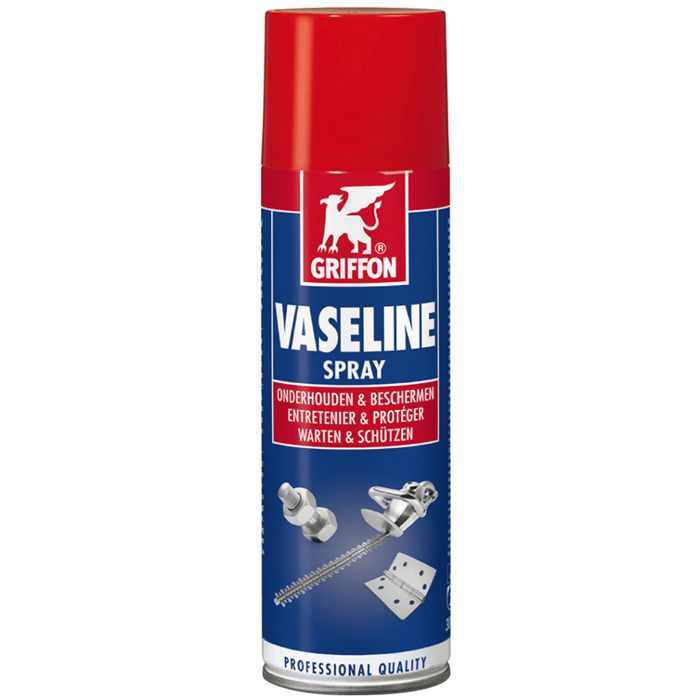 ®
GRIFFON
VASELINE
SPRAY
ONDERHOUDEN & BESCHERMEN
ENTRETENIER & PROTÉGER
WARTEN & SCHÜTZEN
PROFESSIONAL QUALITY